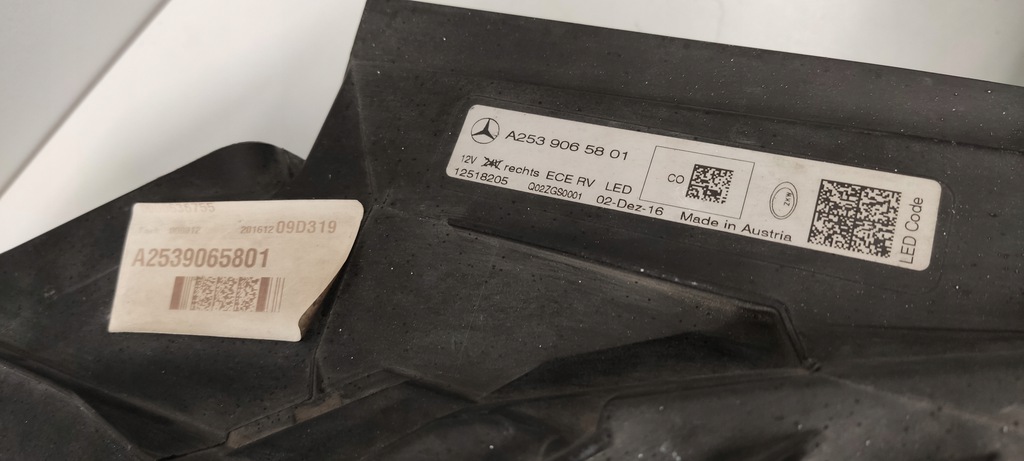 A253 906 58 01
12V 24V rechts ECE RV LED
12518205 Q02ZGS0001 02-Dez-16 Made in Austria
CO
LED Code
201612 09D319
A2539065801